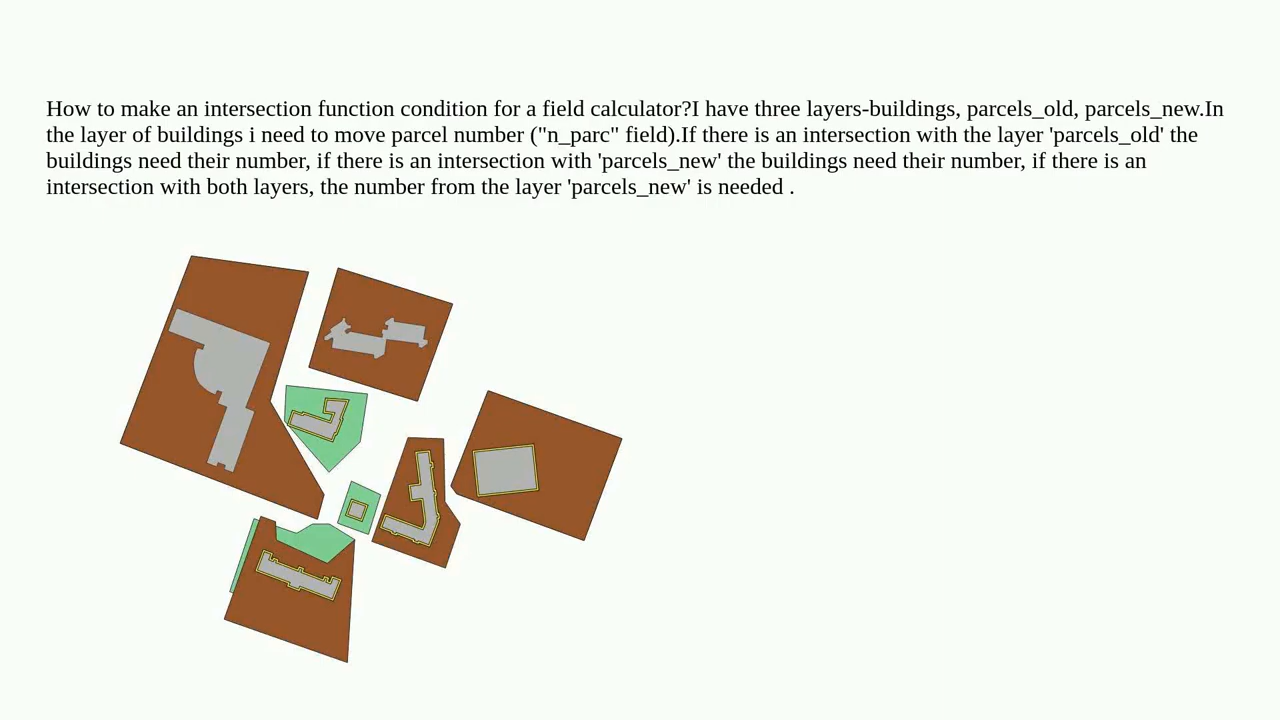 How to make an intersection function condition for a field calculator?I have three layers-buildings, parcels_old, parcels_new.In
the layer of buildings i need to move parcel number ("n_parc" field).If there is an intersection with the layer 'parcels_old' the
buildings need their number, if there is an intersection with 'parcels_new' the buildings need their number, if there is an
intersection with both layers, the number from the layer 'parcels_new' is needed .